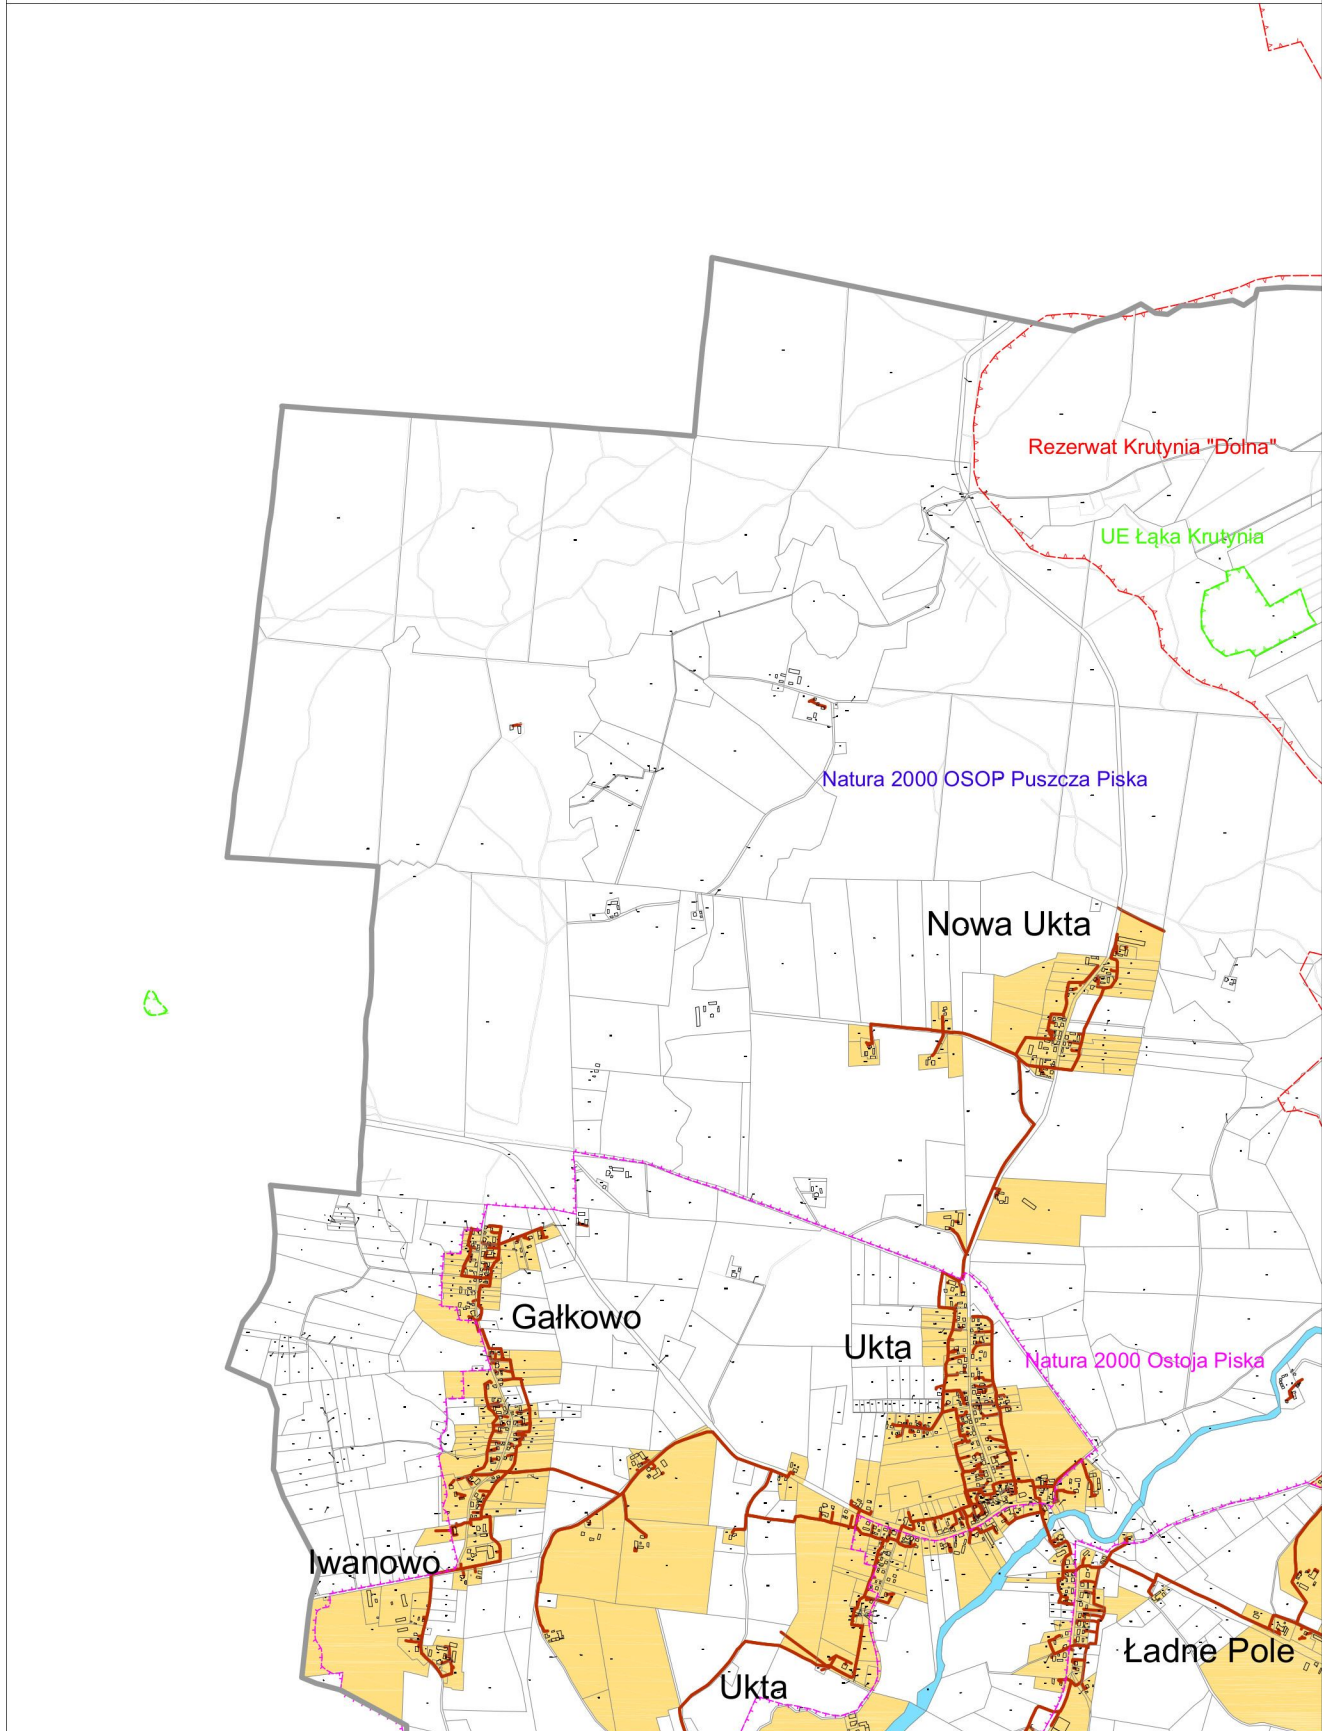 Rezerwat Krutynia "Dolna"
UE Łąka Krutynia
Natura 2000 OSOP Puszcza Piska
Nowa Ukta
Gałkowo
Ukta
Natura 2000 Ostoja Piska
Iwanowo
Ładne Pole
Ukta